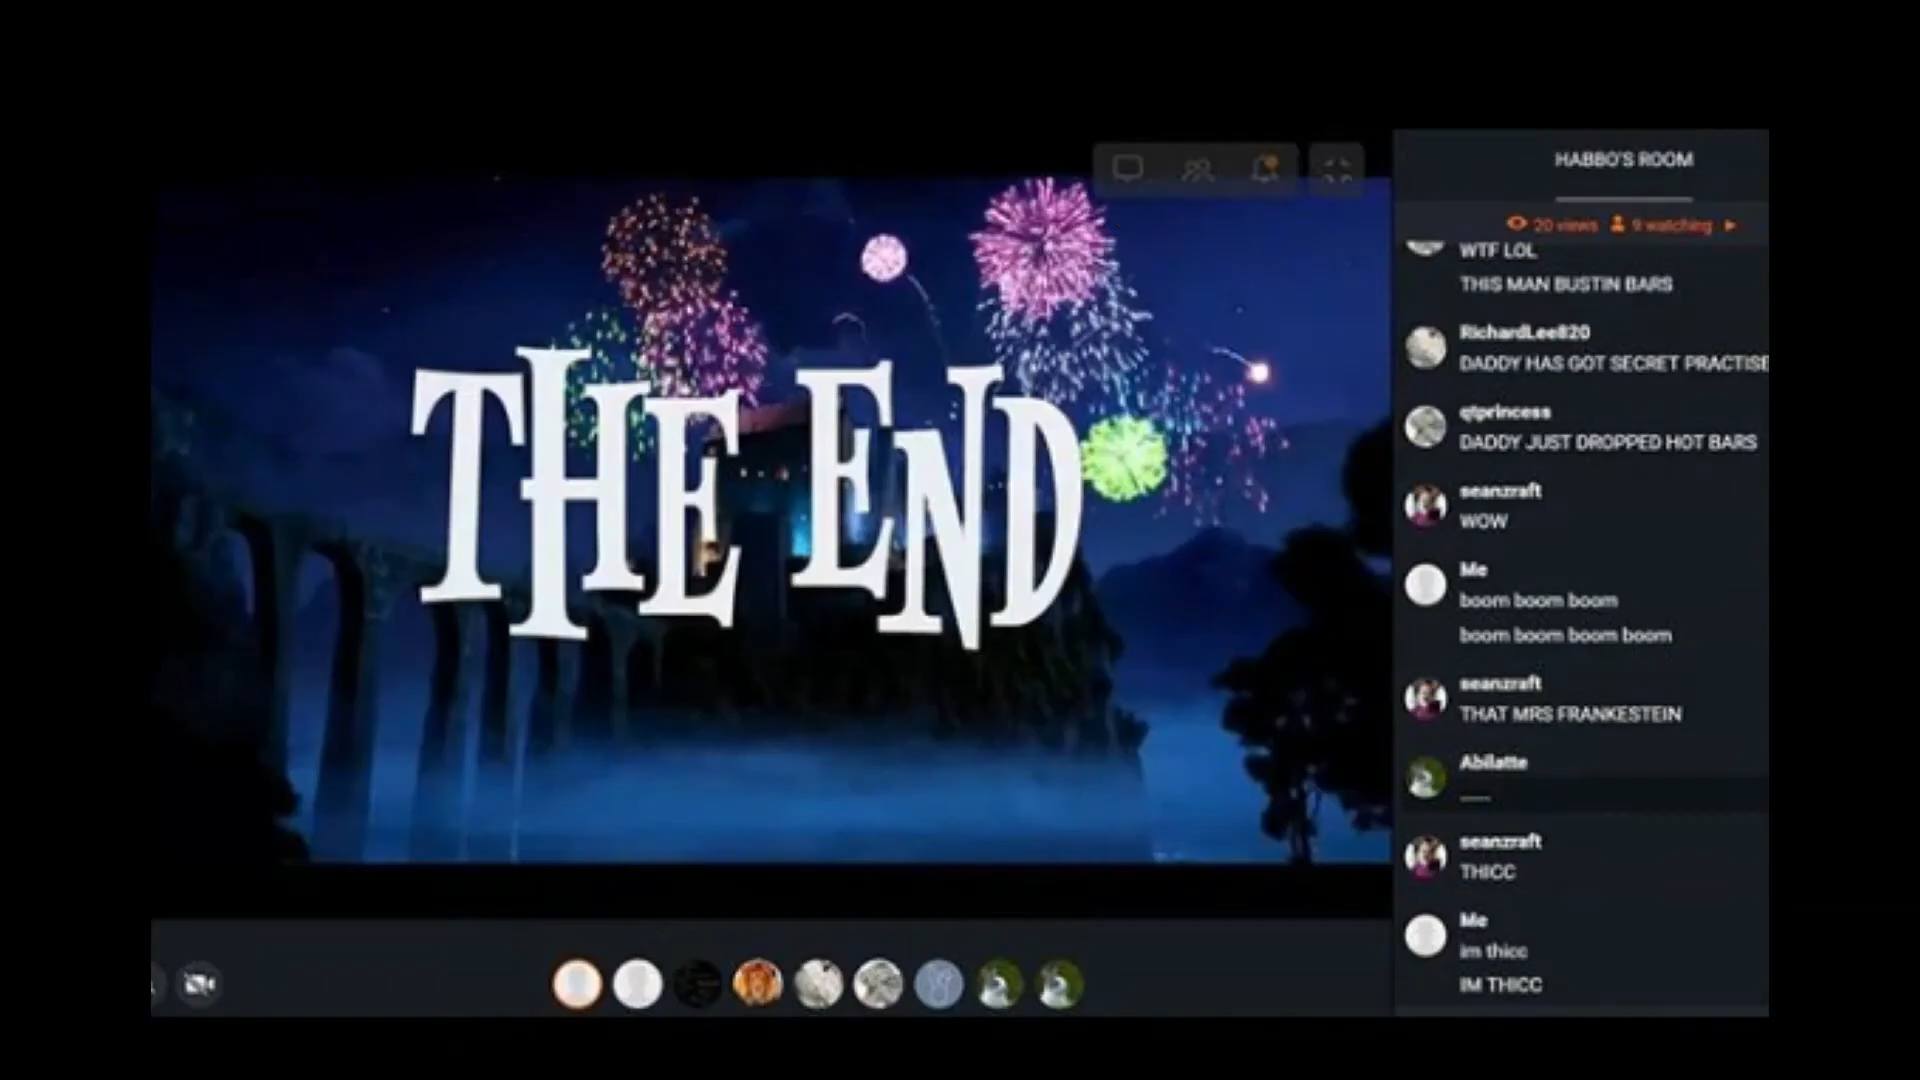 THE END
HABBO'S ROOM
20 views 9 watching
WTF LOL
THIS MAN BUSTIN BARS
RichardLee820
DADDY HAS GOT SECRET PRACTISE
qtprincess
DADDY JUST DROPPED HOT BARS
seanzraft
WOW
Me
boom boom boom
boom boom boom boom
seanzraft
THAT MRS FRANKESTEIN
Abilatte
___
seanzraft
THICC
Me
im thicc
IM THICC